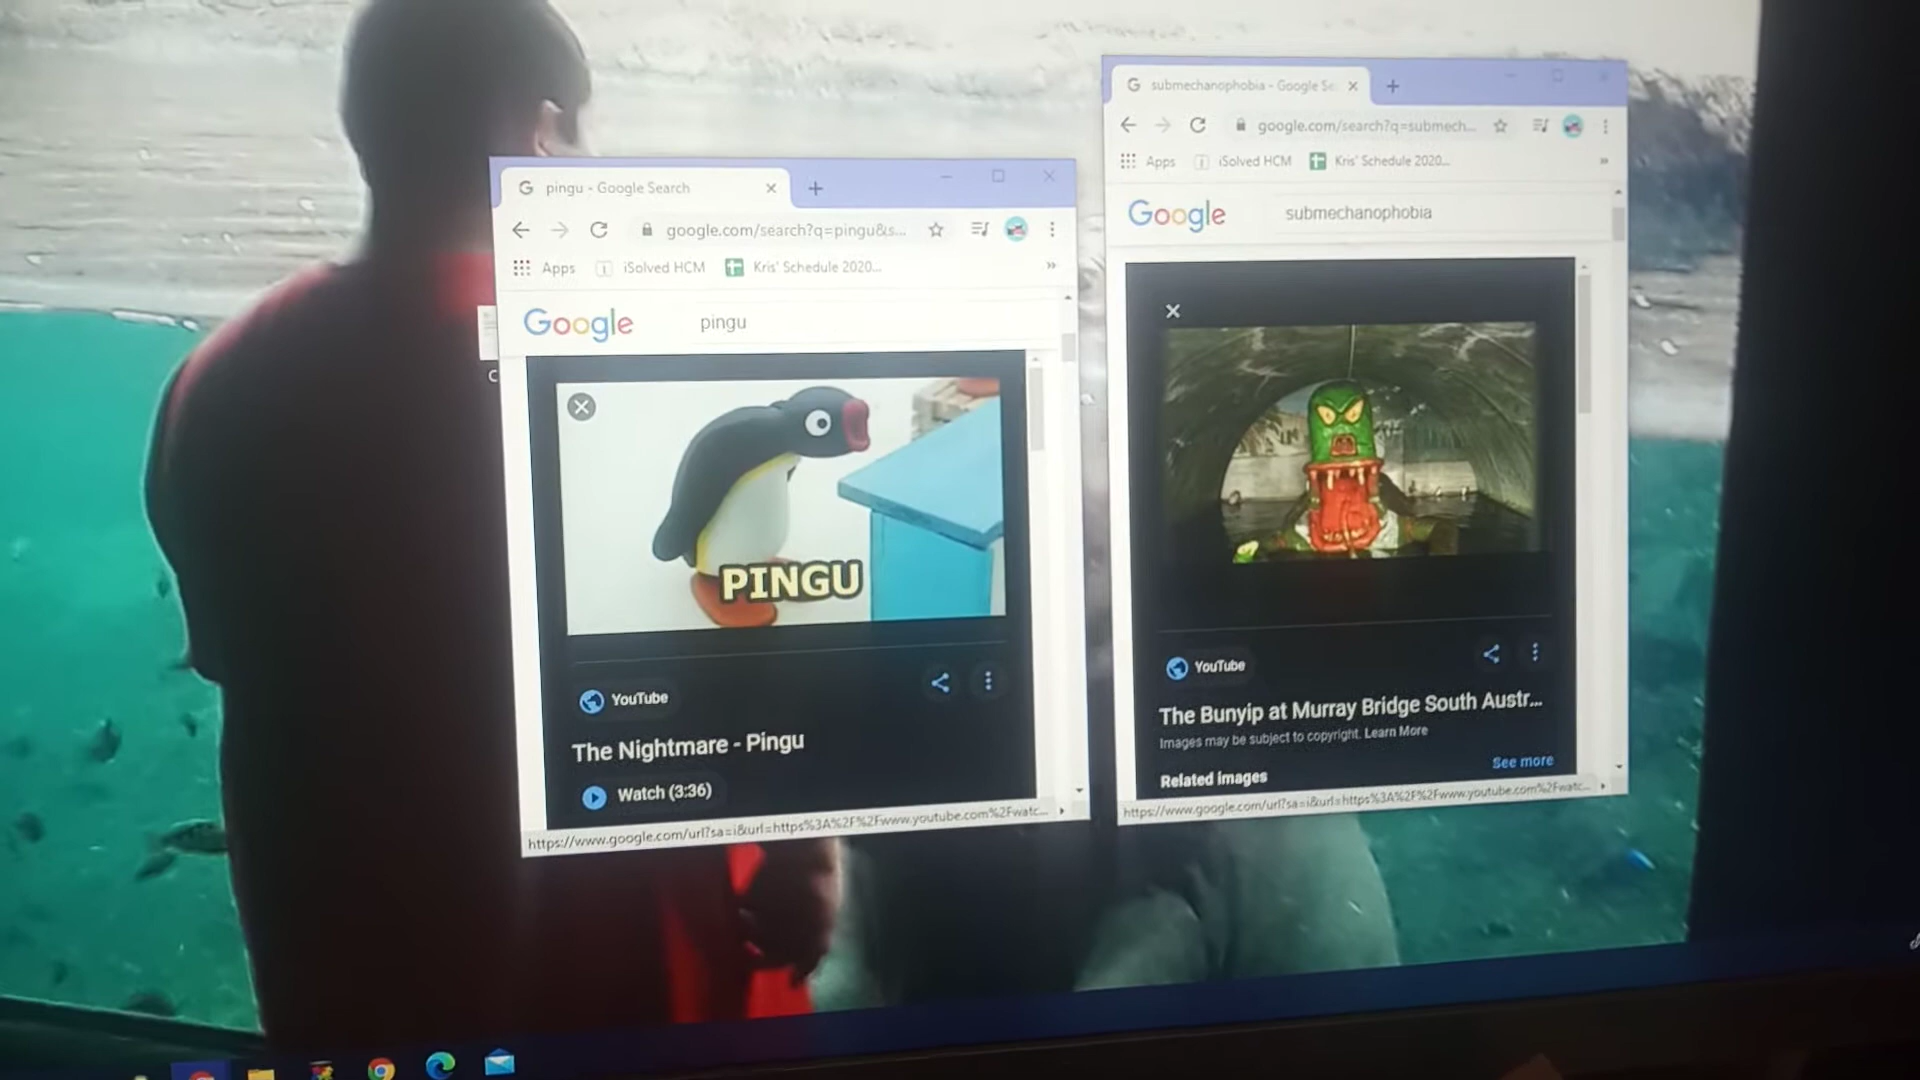 pingu - Google Search
google.com/search?q=pingu&s...
Apps
iSolved HCM
Kris' Schedule 2020...
»
Google
pingu
PINGU
YouTube
The Nightmare - Pingu
Watch (3:36)
https://www.google.com/url?sa=i&url=https%3A%2F%2Fwww.youtube.com%2Fwatc...
C
submechanophobia - Google Se
google.com/search?q=submech...
Apps
iSolved HCM
Kris' Schedule 2020...
»
Google
submechanophobia
YouTube
The Bunyip at Murray Bridge South Austr...
Images may be subject to copyright. Learn More
See more
Related images
https://www.google.com/url?sa=i&url=https%3A%2F%2Fwww.youtube.com%2Fwatc...